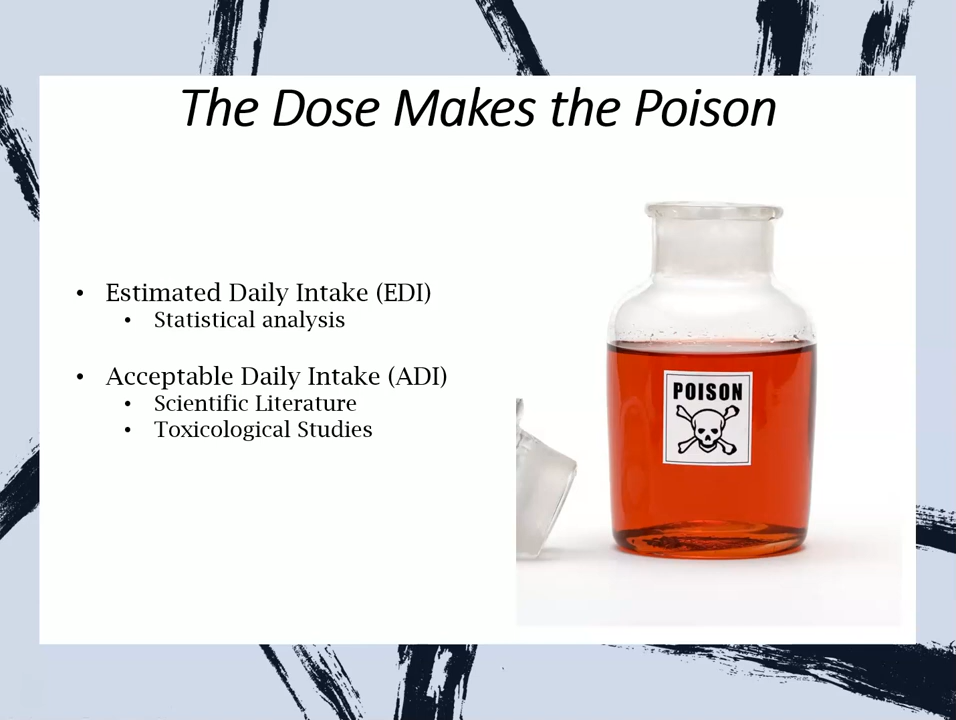 The Dose Makes the Poison
• Estimated Daily Intake (EDI)
• Statistical analysis
• Acceptable Daily Intake (ADI)
• Scientific Literature
• Toxicological Studies
POISON